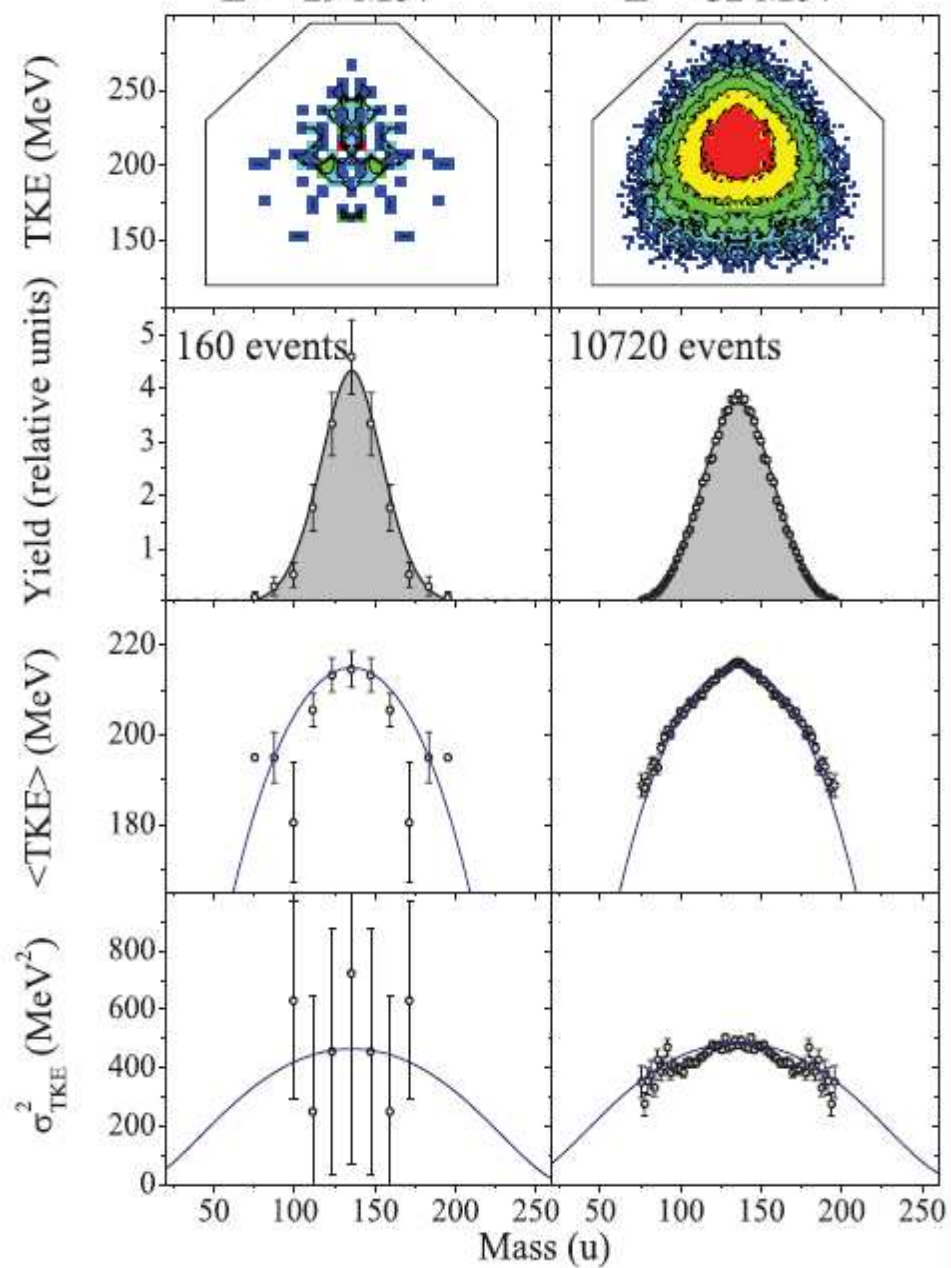 TKE (MeV)
250
200
150
Yield (relative units)
160 events
10720 events
5
4
3
2
1
<TKE> (MeV)
220
200
180
σ²TKE (MeV²)
800
600
400
200
0
50 100 150 200 250 50 100 150 200 250
Mass (u)